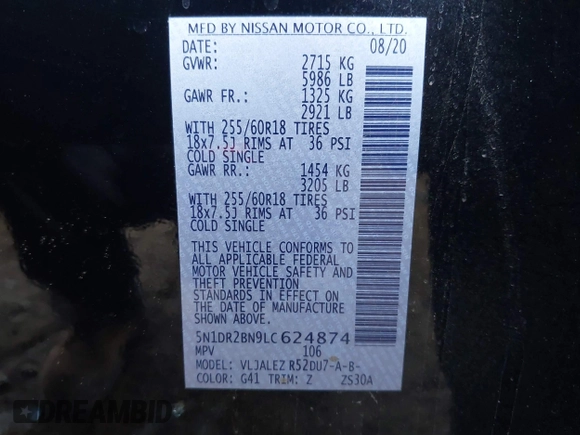 MFD BY NISSAN MOTOR CO., LTD.
DATE: 08/20
GVWR: 2715 KG
5986 LB
GAWR FR.: 1325 KG
2921 LB
WITH 255/60R18 TIRES
18x7.5J RIMS AT 36 PSI
COLD SINGLE
GAWR RR.: 1454 KG
3205 LB
WITH 255/60R18 TIRES
18x7.5J RIMS AT 36 PSI
COLD SINGLE
THIS VEHICLE CONFORMS TO
ALL APPLICABLE FEDERAL
MOTOR VEHICLE SAFETY AND
THEFT PREVENTION
STANDARDS IN EFFECT ON
THE DATE OF MANUFACTURE
SHOWN ABOVE.
5N1DR2BN9LC624874
MPV 106
MODEL: VLJALEZ R52DU7-A-B-
COLOR: G41 TRIM: Z ZS30A
DREAMBID